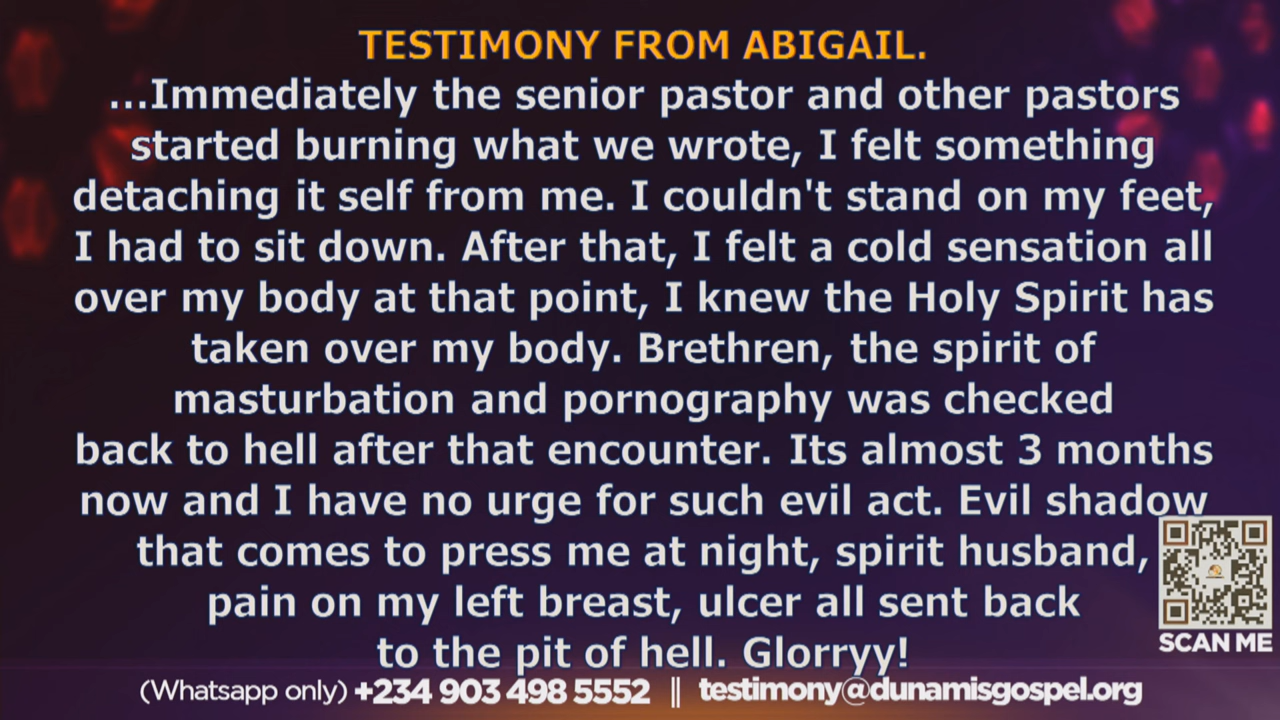 TESTIMONY FROM ABIGAIL.
...Immediately the senior pastor and other pastors
started burning what we wrote, I felt something
detaching it self from me. I couldn't stand on my feet,
I had to sit down. After that, I felt a cold sensation all
over my body at that point, I knew the Holy Spirit has
taken over my body. Brethren, the spirit of
masturbation and pornography was checked
back to hell after that encounter. Its almost 3 months
now and I have no urge for such evil act. Evil shadow
that comes to press me at night, spirit husband,
pain on my left breast, ulcer all sent back
to the pit of hell. Glorryy!
SCAN ME
(Whatsapp only) +234 903 498 5552 || testimony@dunamisgospel.org